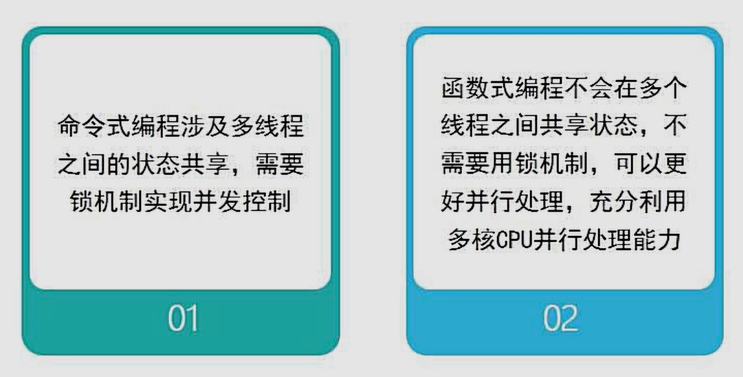 命令式编程涉及多线程
之间的状态共享，需要
锁机制实现并发控制
01
函数式编程不会在多个
线程之间共享状态，不
需要用锁机制，可以更
好并行处理，充分利用
多核CPU并行处理能力
02